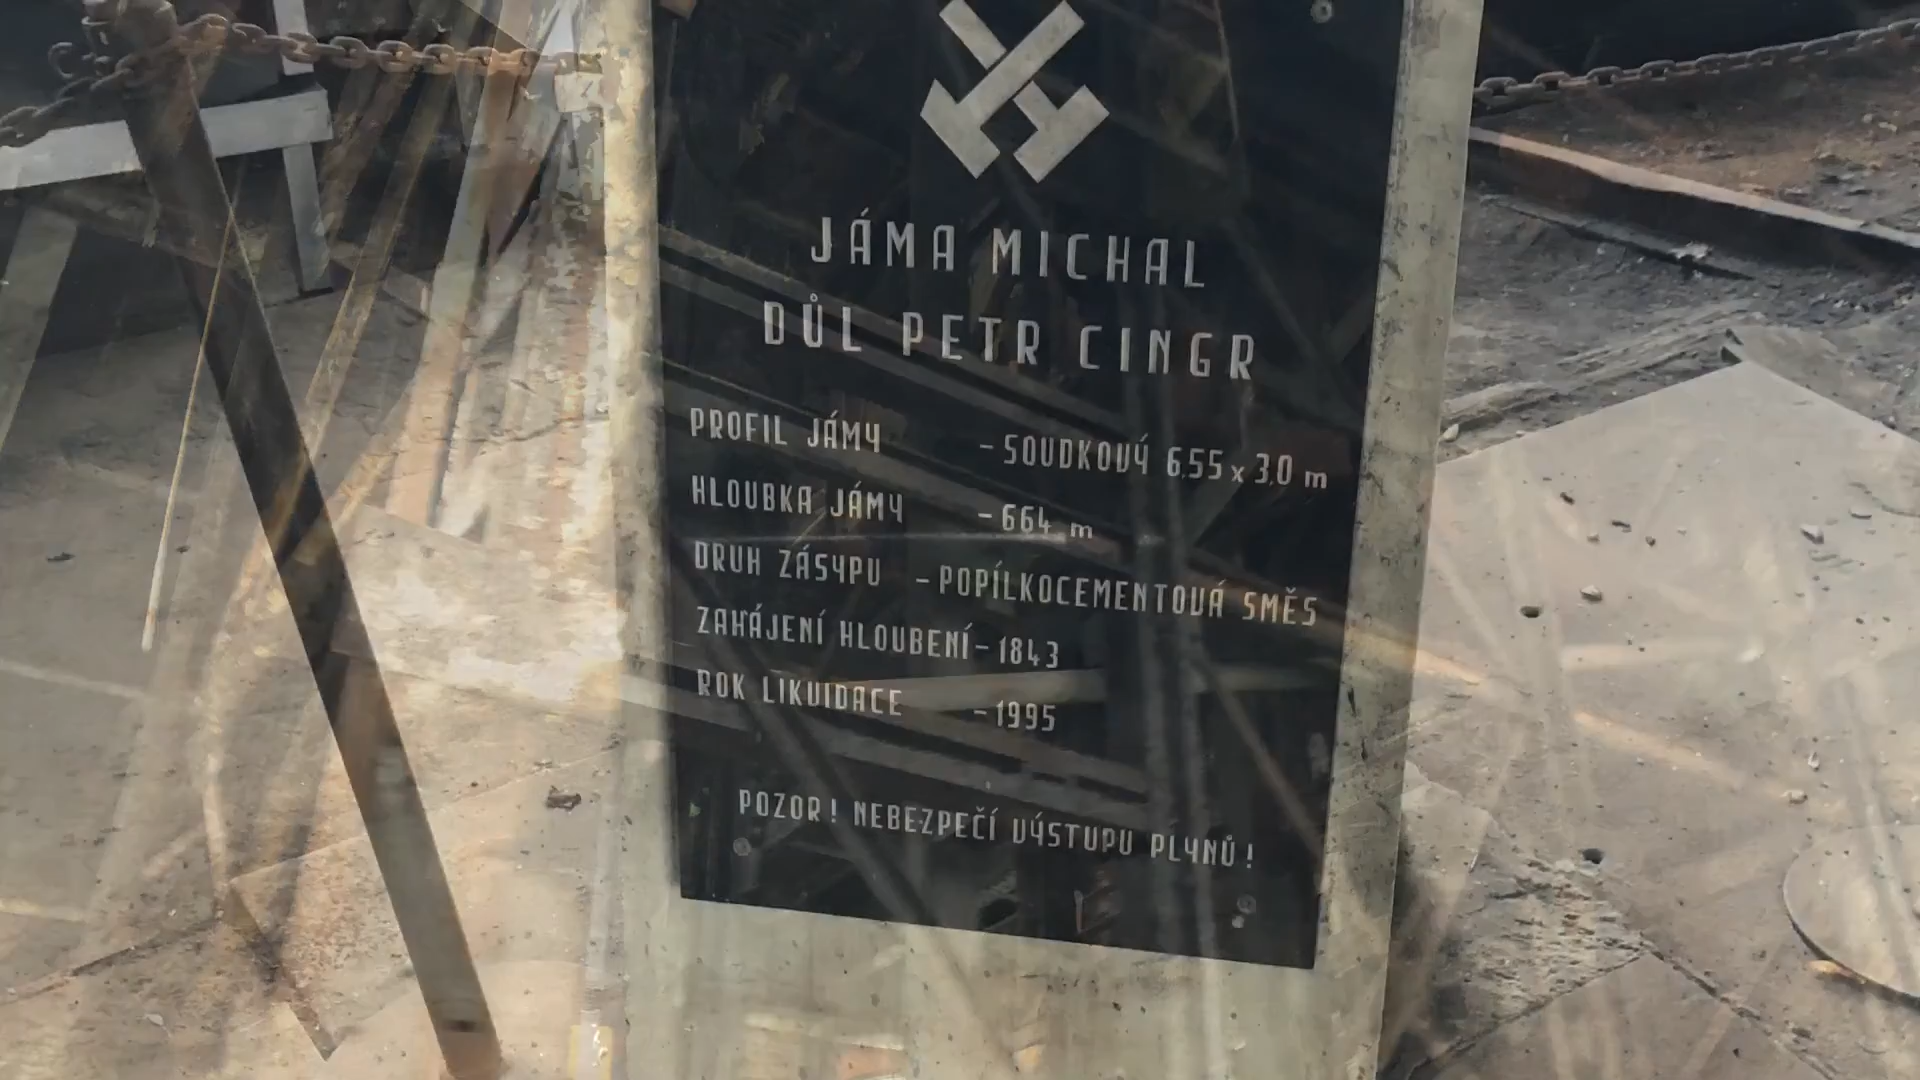 JÁMA MICHAL
DŮL PETR CINGR
PROFIL JÁMY - SOUDKOVÝ 6,55 x 3,0 m
HLOUBKA JÁMY - 664 m
DRUH ZÁSYPU - POPÍLKOCEMENTOVÁ SMĚS
ZAHÁJENÍ HLOUBENÍ - 1843
ROK LIKVIDACE - 1995
POZOR! NEBEZPEČÍ VÝSTUPU PLYNŮ!